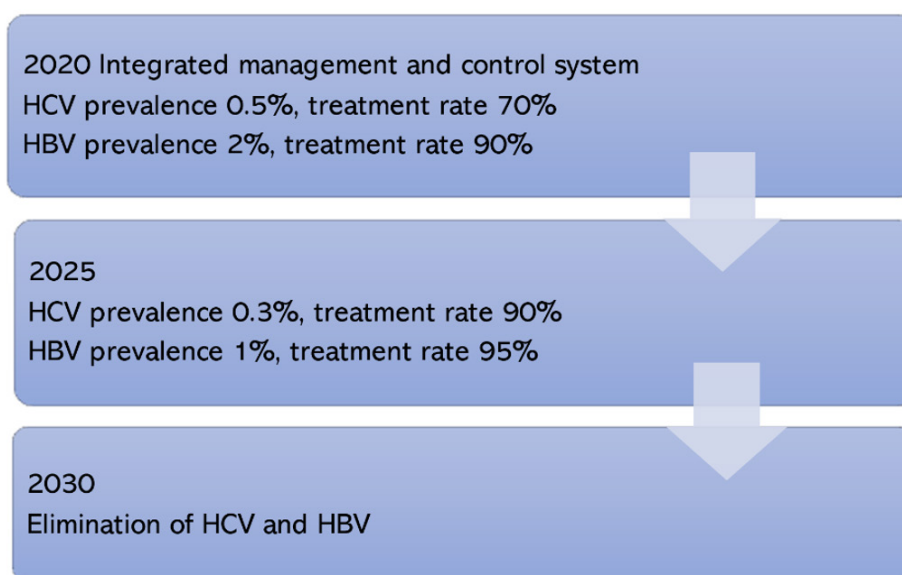 2020 Integrated management and control system
HCV prevalence 0.5%, treatment rate 70%
HBV prevalence 2%, treatment rate 90%
2025
HCV prevalence 0.3%, treatment rate 90%
HBV prevalence 1%, treatment rate 95%
2030
Elimination of HCV and HBV